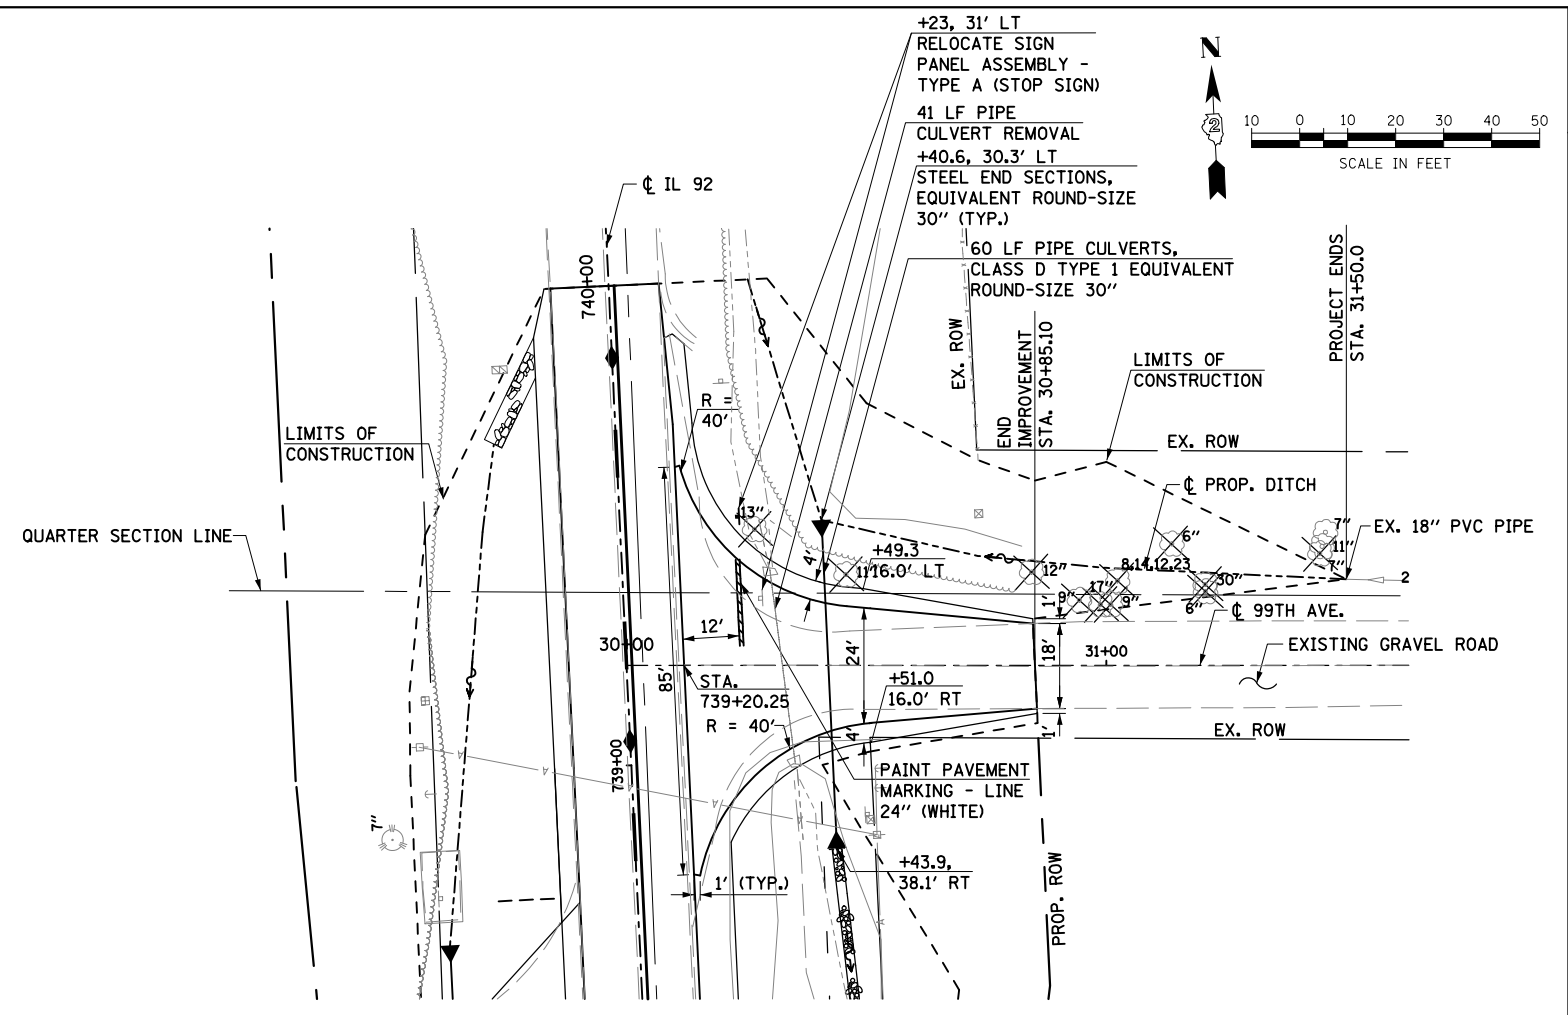 +23, 31' LT
RELOCATE SIGN
PANEL ASSEMBLY -
TYPE A (STOP SIGN)
41 LF PIPE
CULVERT REMOVAL
+40.6, 30.3' LT
STEEL END SECTIONS,
EQUIVALENT ROUND-SIZE
30" (TYP.)
60 LF PIPE CULVERTS,
CLASS D TYPE 1 EQUIVALENT
ROUND-SIZE 30"
N
2
10 0 10 20 30 40 50
SCALE IN FEET
℄ IL 92
740+00
EX. ROW
END
IMPROVEMENT
STA. 30+85.10
PROJECT ENDS
STA. 31+50.0
LIMITS OF
CONSTRUCTION
R =
40'
LIMITS OF
CONSTRUCTION
EX. ROW
℄ PROP. DITCH
QUARTER SECTION LINE
13"
6"
7"
11"
7"
EX. 18" PVC PIPE
4'
+49.3
16.0' LT
11"
12"
8,14,12,23
30"
2
1'
9"
17"
9"
6"
℄ 99TH AVE.
12'
30+00
24'
18'
31+00
EXISTING GRAVEL ROAD
85'
STA.
739+20.25
+51.0
16.0' RT
R = 40'
4'
1'
EX. ROW
739+00
PAINT PAVEMENT
MARKING - LINE
24" (WHITE)
7"
1' (TYP.)
+43.9,
38.1' RT
PROP. ROW